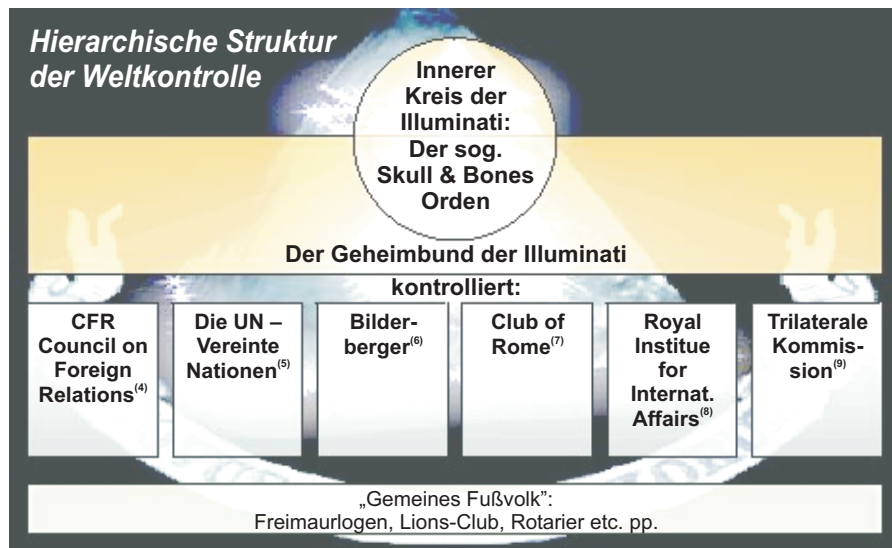 Hierarchische Struktur
der Weltkontrolle
Innerer
Kreis der
Illuminati:
Der sog.
Skull & Bones
Orden
Der Geheimbund der Illuminati
kontrolliert:
CFR
Council on
Foreign
Relations(4)
Die UN –
Vereinte
Nationen(5)
Bilder-
berger(6)
Club of
Rome(7)
Royal
Institue
for
Internat.
Affairs(8)
Trilaterale
Kommis-
sion(9)
„Gemeines Fußvolk”:
Freimaurlogen, Lions-Club, Rotarier etc. pp.